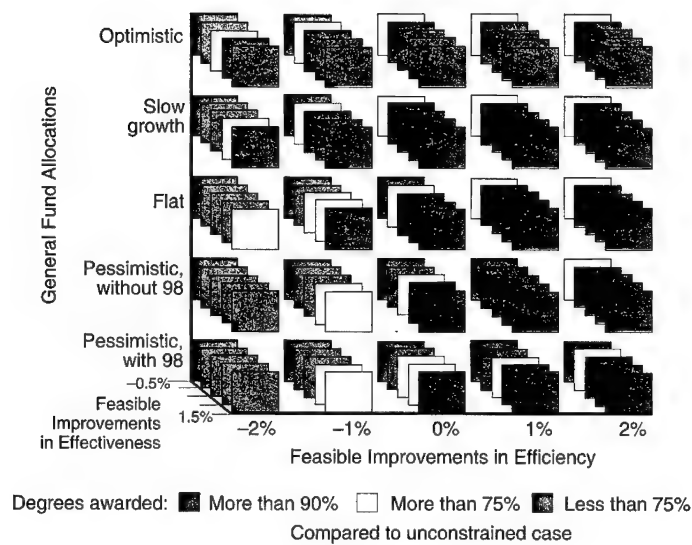 General Fund Allocations
Optimistic
Slow
growth
Flat
Pessimistic,
without 98
Pessimistic,
with 98
–0.5%
Feasible
Improvements
in Effectiveness
1.5%
–2% –1% 0% 1% 2%
Feasible Improvements in Efficiency
Degrees awarded: More than 90% More than 75% Less than 75%
Compared to unconstrained case